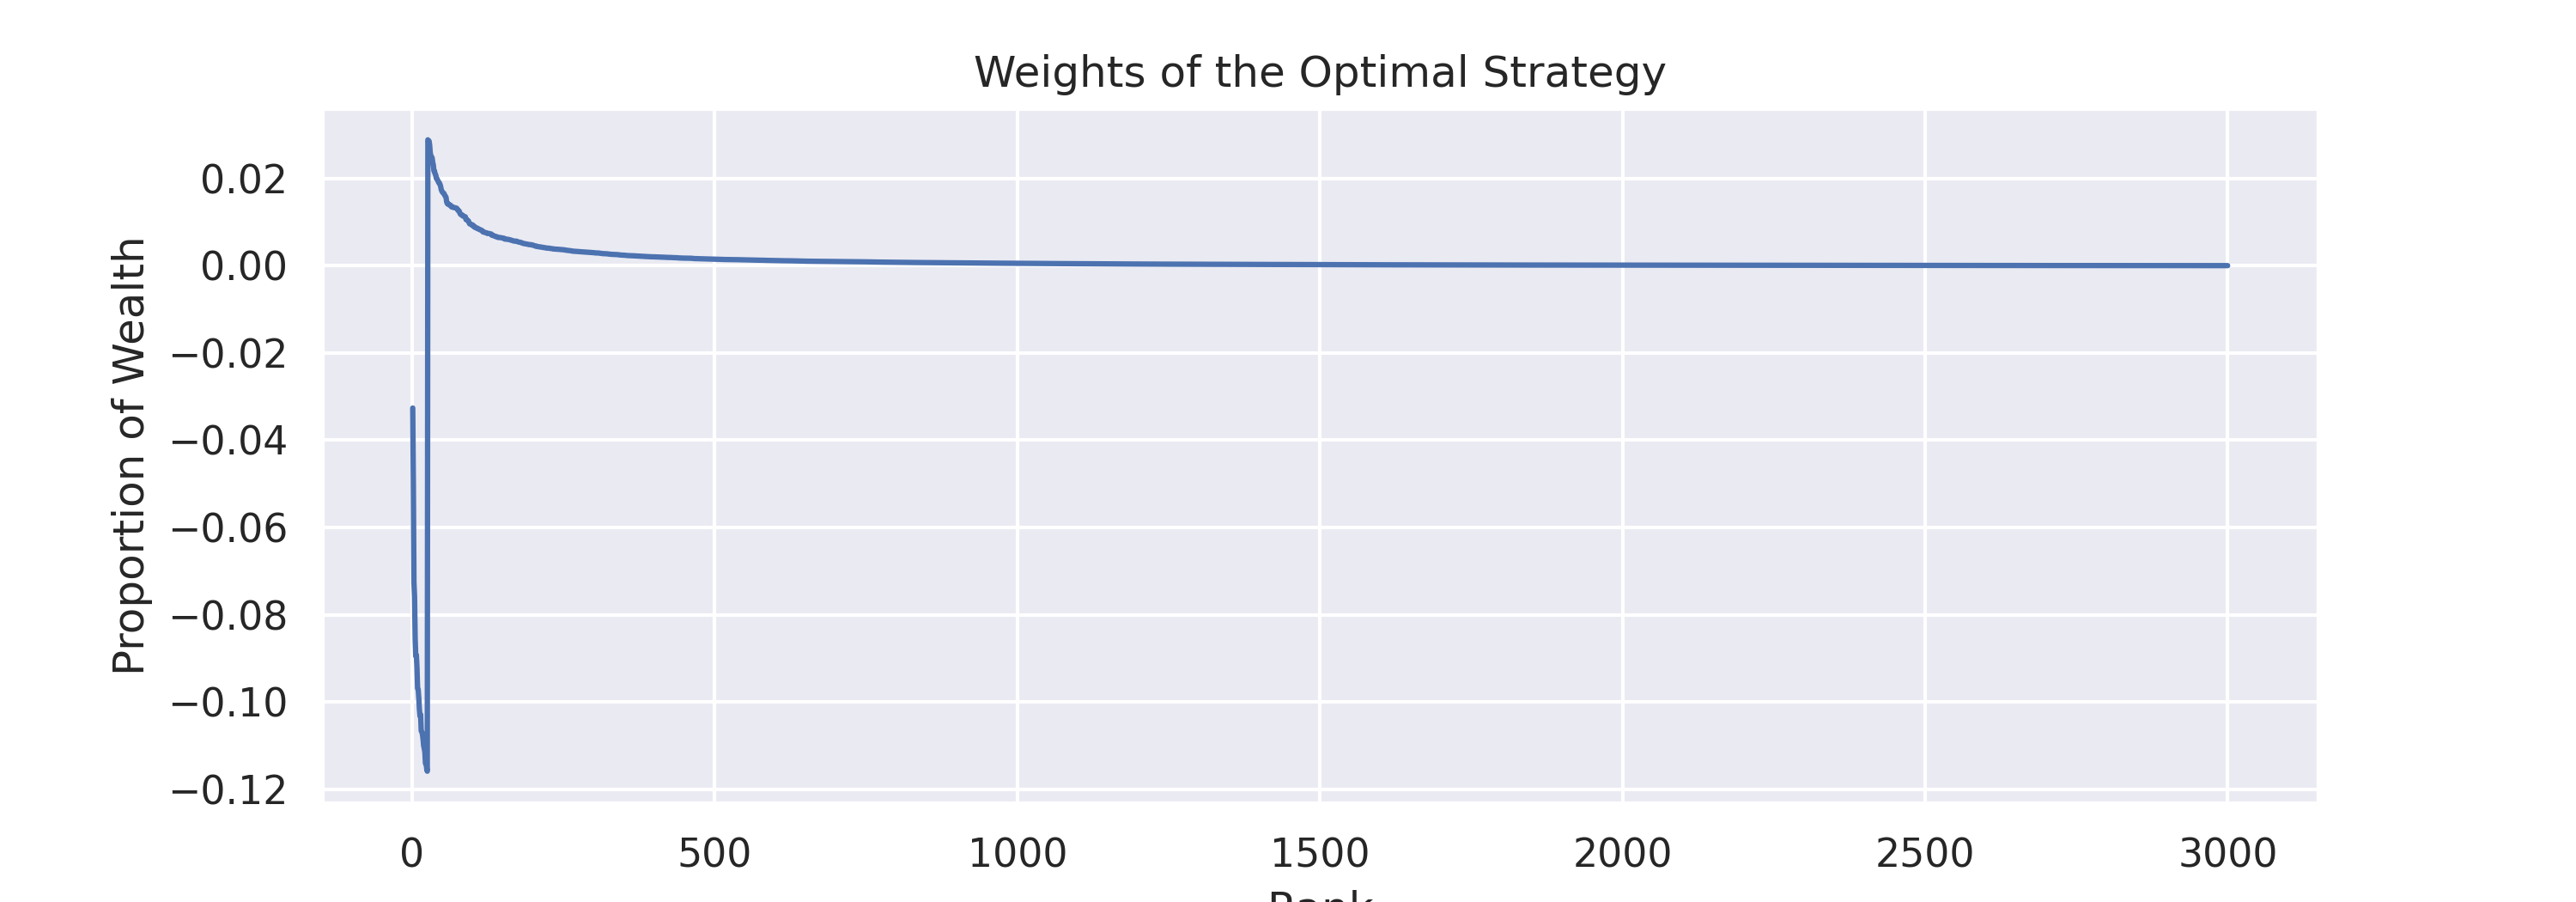 Weights of the Optimal Strategy
Proportion of Wealth
0.02
0.00
−0.02
−0.04
−0.06
−0.08
−0.10
−0.12
0 500 1000 1500 2000 2500 3000
Rank